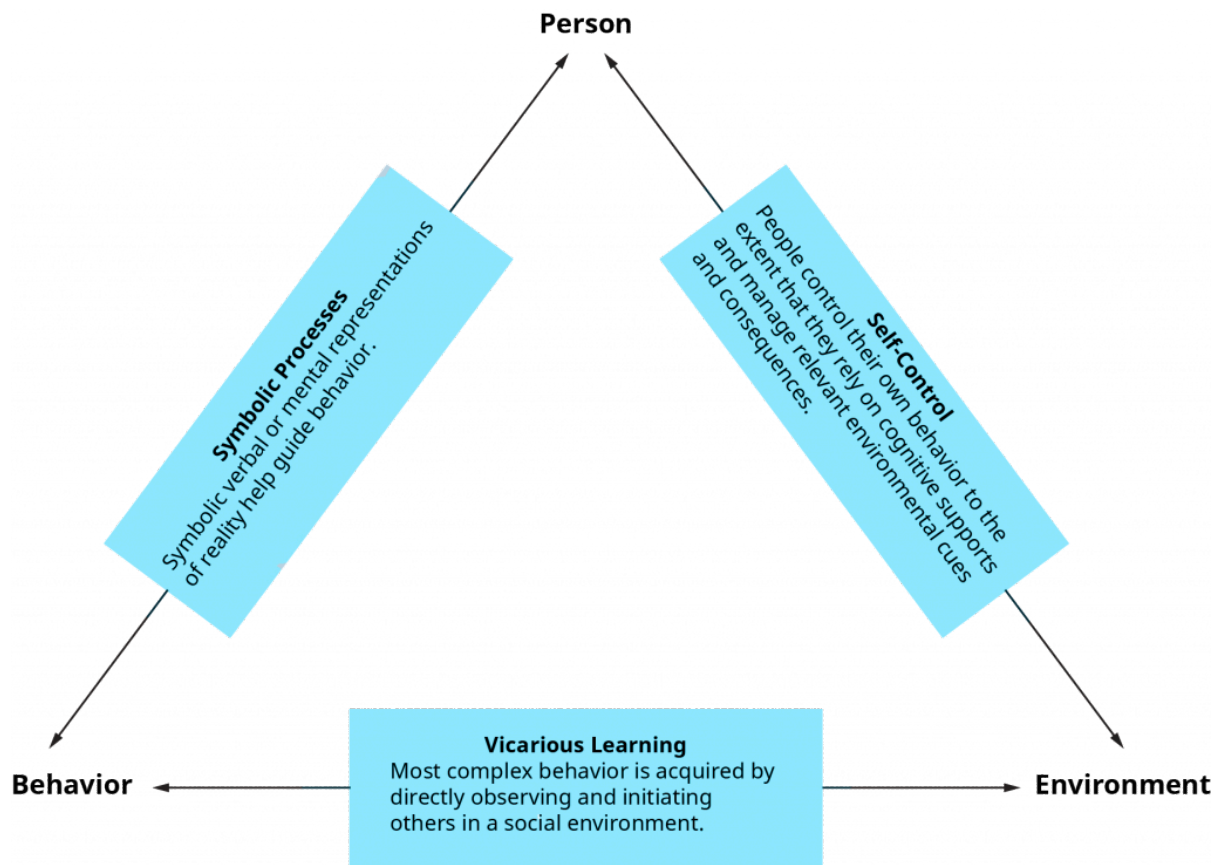 Person
Symbolic Processes
Symbolic verbal or mental representations
of reality help guide behavior.
Self-Control
People control their own behavior to the
extent that they rely on cognitive supports
and manage relevant environmental cues
and consequences.
Vicarious Learning
Most complex behavior is acquired by
directly observing and initiating
others in a social environment.
Behavior
Environment